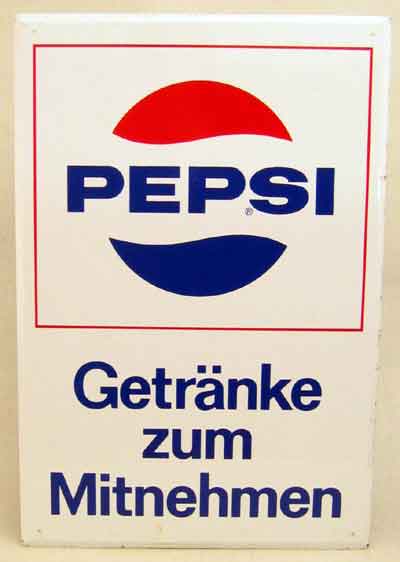 PEPSI®
Getränke
zum
Mitnehmen